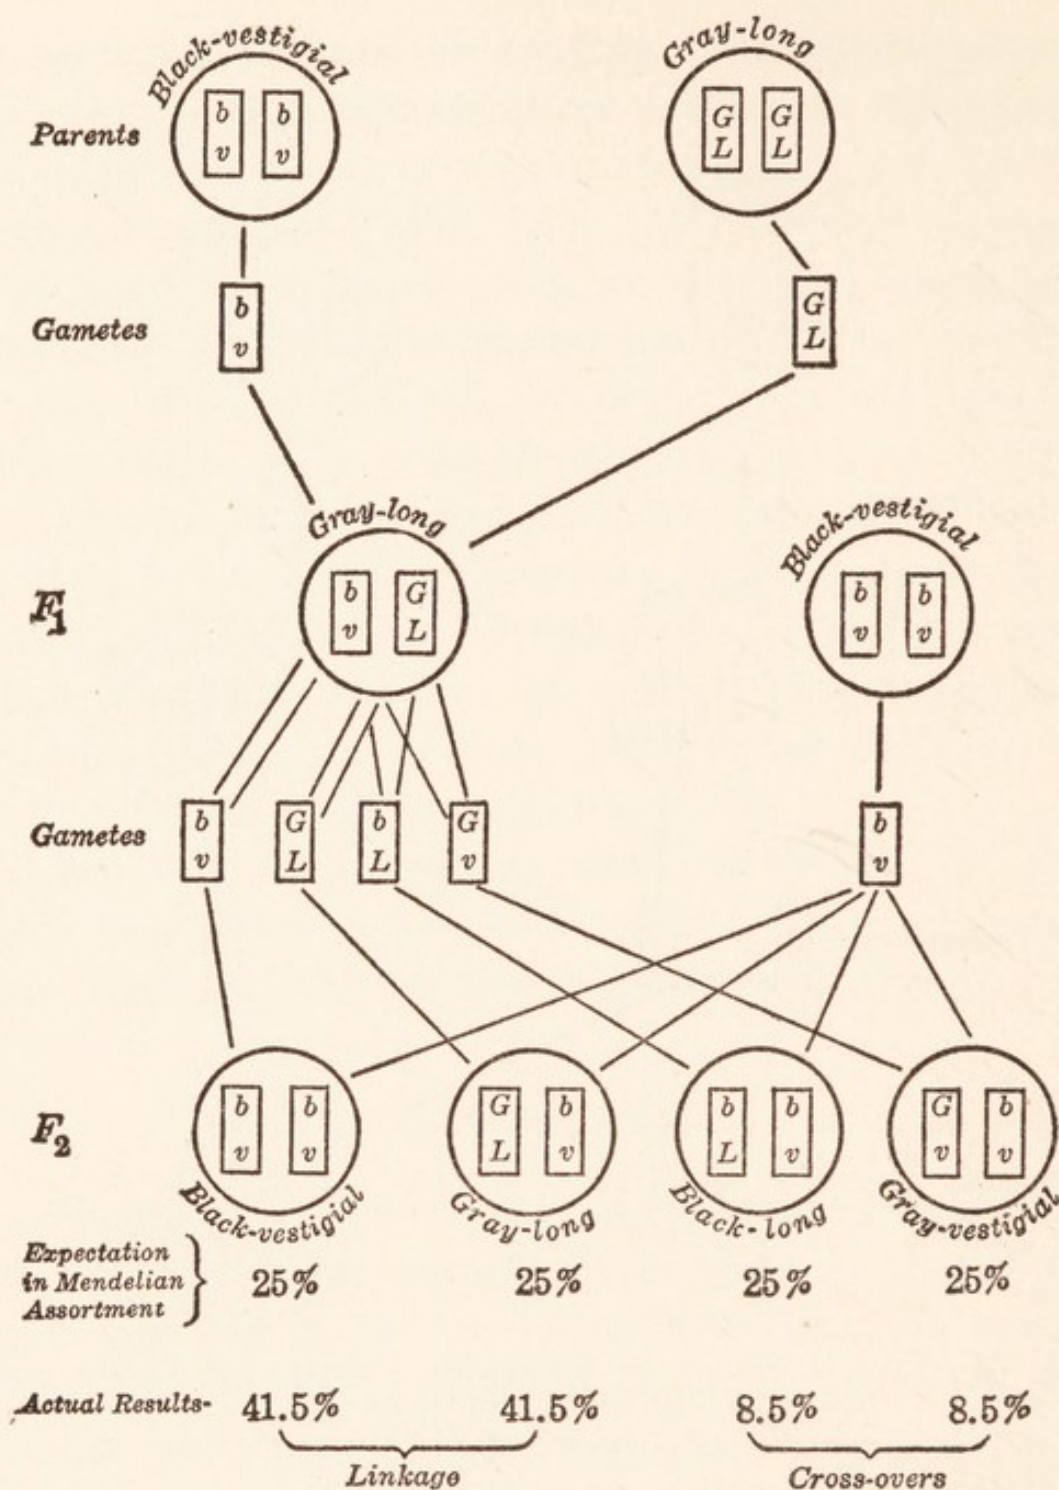 Black-vestigial Gray-long
Parents
b b G G
v v L L
Gametes
b G
v L
Gray-long Black-vestigial
F1
b G b b
v L v v
Gametes
b G b G b
v L L v v
F2
b b G b b b G b
v v L v L v v v
Black-vestigial Gray-long Black-long Gray-vestigial
Expectation
in Mendelian 25% 25% 25% 25%
Assortment
Actual Results- 41.5% 41.5% 8.5% 8.5%
Linkage Cross-overs